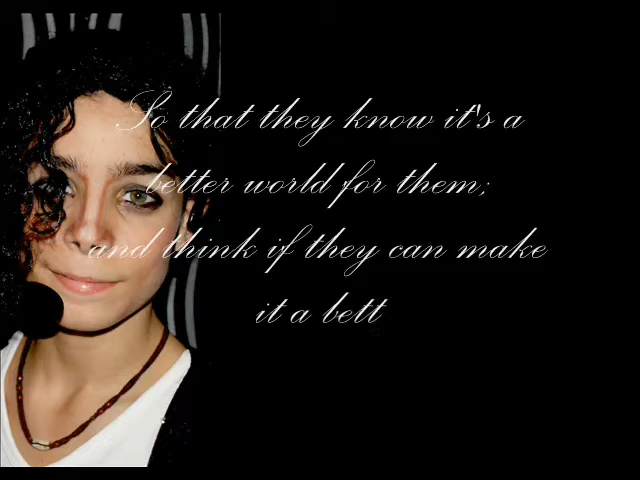 So that they know it's a
better world for them;
and think if they can make
it a bett